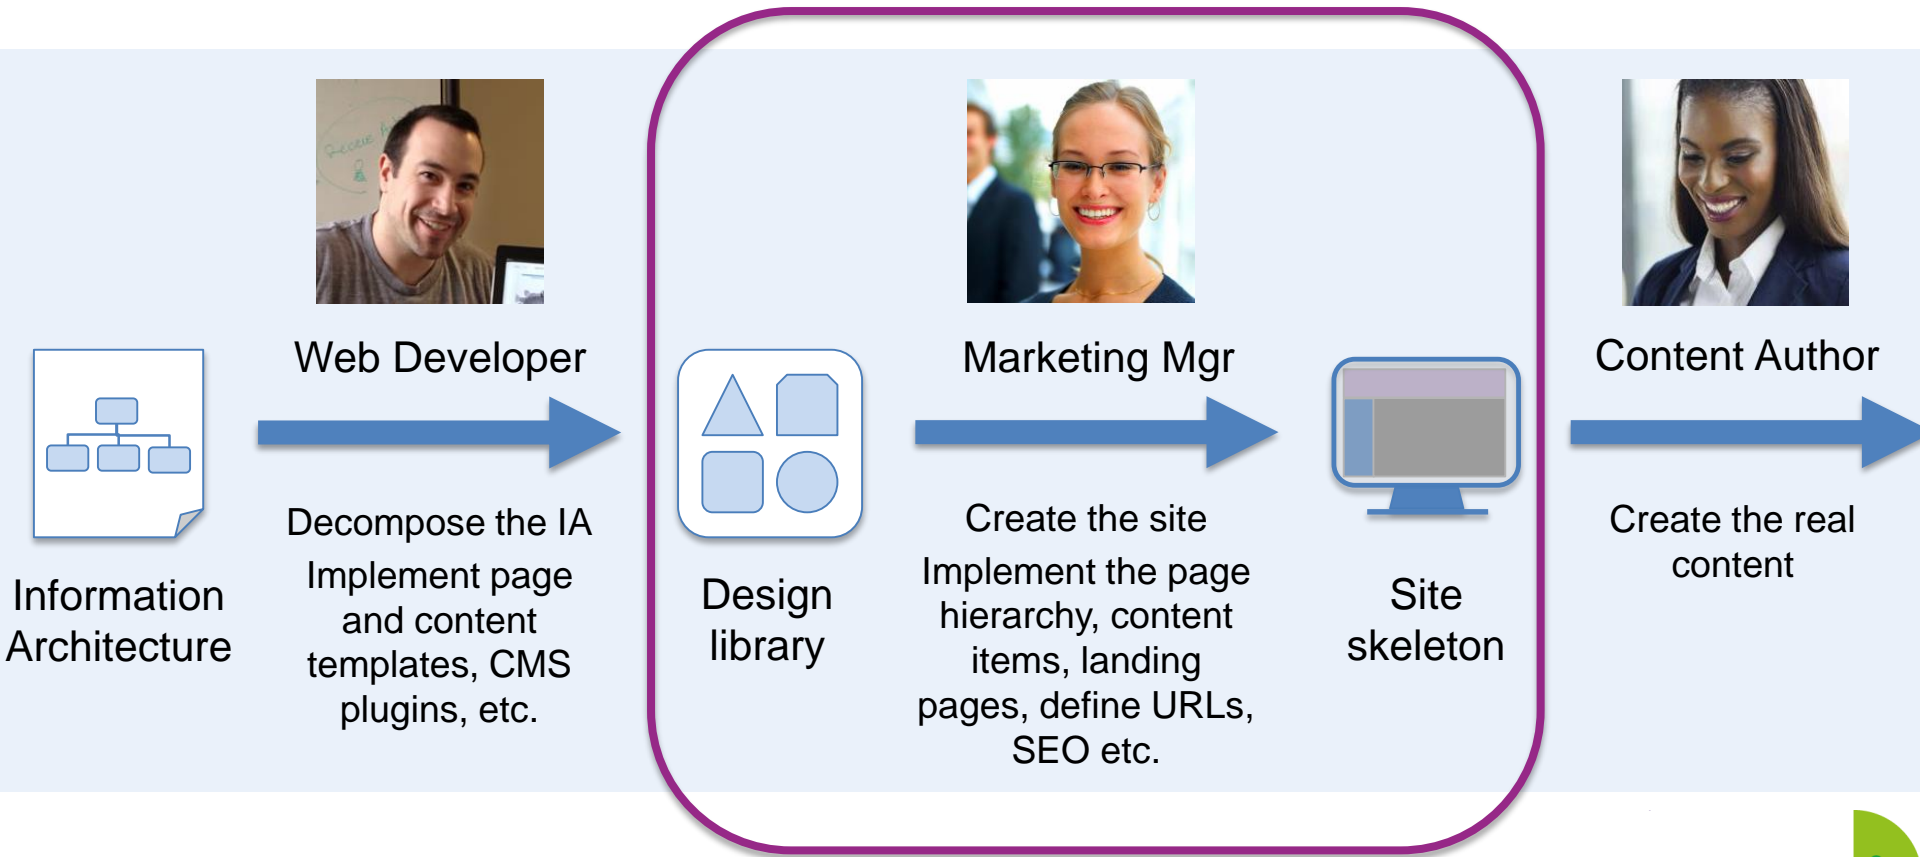 Information
Architecture
Web Developer
Decompose the IA
Implement page
and content
templates, CMS
plugins, etc.
Design
library
Marketing Mgr
Create the site
Implement the page
hierarchy, content
items, landing
pages, define URLs,
SEO etc.
Site
skeleton
Content Author
Create the real
content